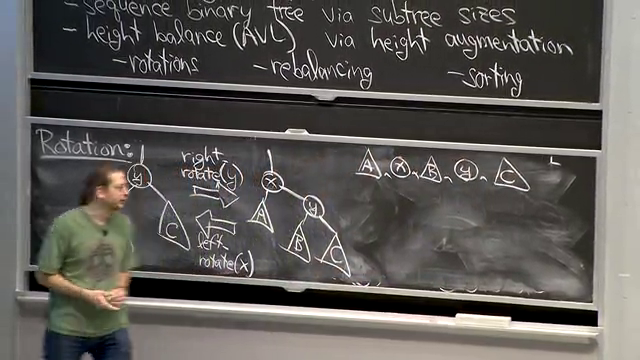 - sequence binary tree via subtree sizes
- height balance (AVL) via height augmentation
- rotations - rebalancing - sorting
Rotation:
y
C
right
rotate(y)
left
rotate(x)
x
A
y
B
C
A x B y C